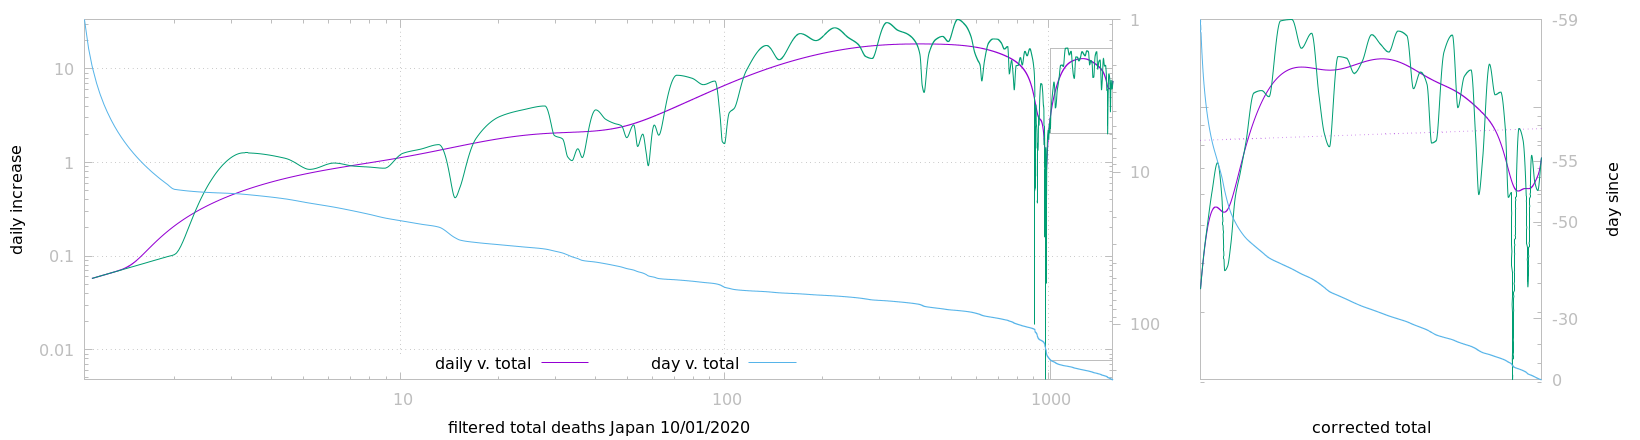 daily increase
10
1
0.1
0.01
10
100
1000
1
10
100
daily v. total
day v. total
filtered total deaths Japan 10/01/2020
-59
-55
-50
-30
0
day since
corrected total